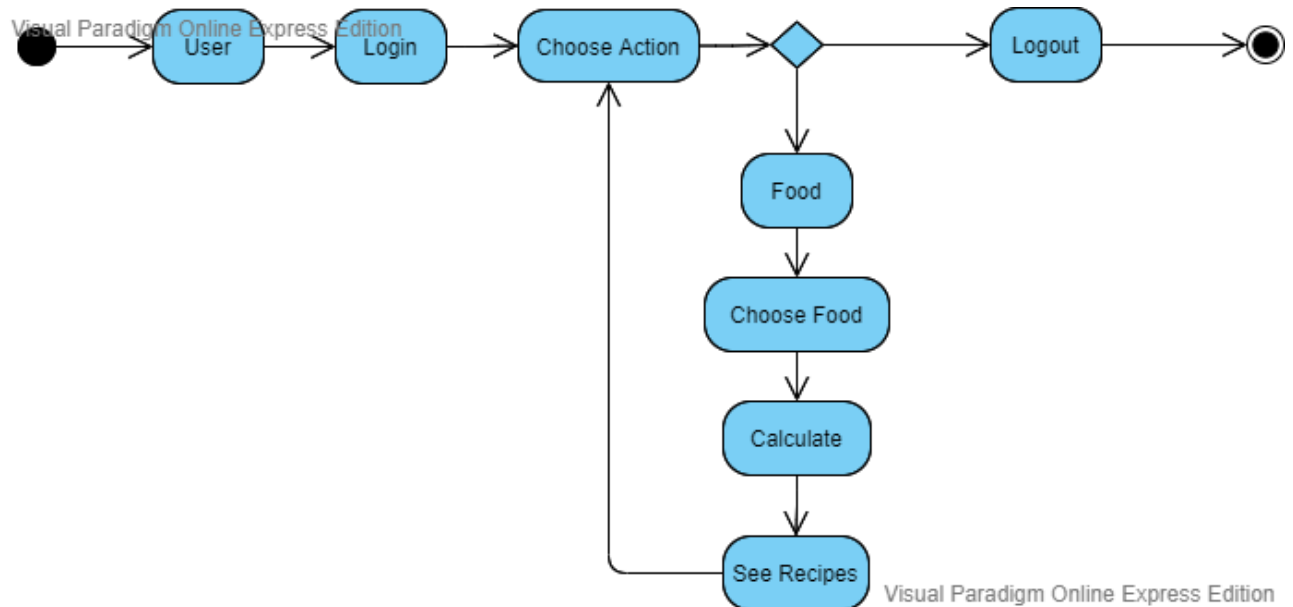 Visual Paradigm Online Express Edition
User
Login
Choose Action
Logout
Food
Choose Food
Calculate
See Recipes
Visual Paradigm Online Express Edition